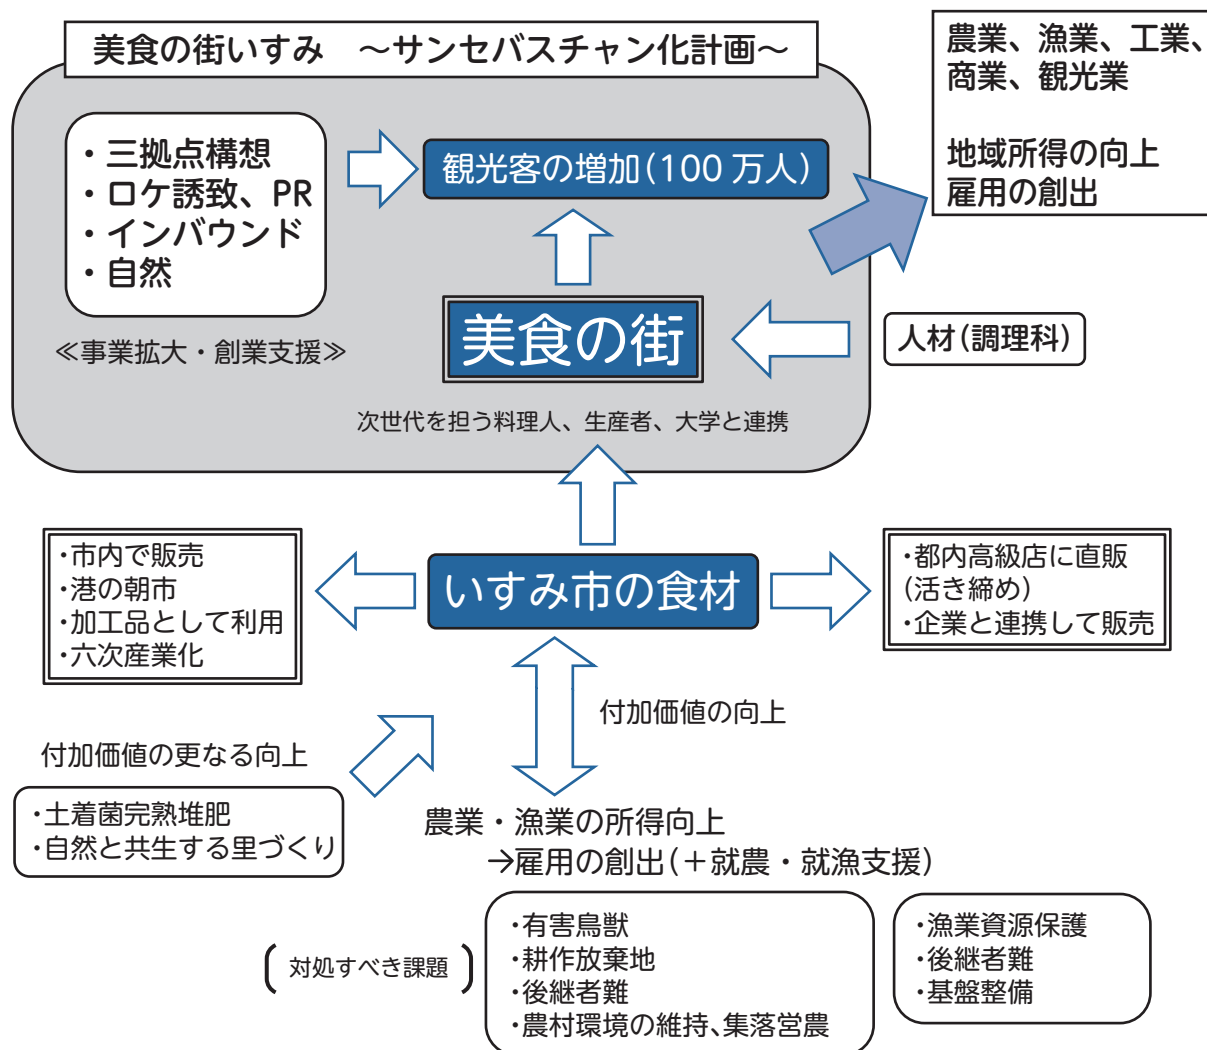 美食の街いすみ　～サンセバスチャン化計画～
農業、漁業、工業、
商業、観光業
地域所得の向上
雇用の創出
・三拠点構想
・ロケ誘致、PR
・インバウンド
・自然
≪事業拡大・創業支援≫
観光客の増加(100 万人)
美食の街
人材(調理科)
次世代を担う料理人、生産者、大学と連携
・市内で販売
・港の朝市
・加工品として利用
・六次産業化
いすみ市の食材
・都内高級店に直販
(活き締め)
・企業と連携して販売
付加価値の向上
付加価値の更なる向上
・土着菌完熟堆肥
・自然と共生する里づくり
農業・漁業の所得向上
→雇用の創出(＋就農・就漁支援)
対処すべき課題
・有害鳥獣
・耕作放棄地
・後継者難
・農村環境の維持、集落営農
・漁業資源保護
・後継者難
・基盤整備